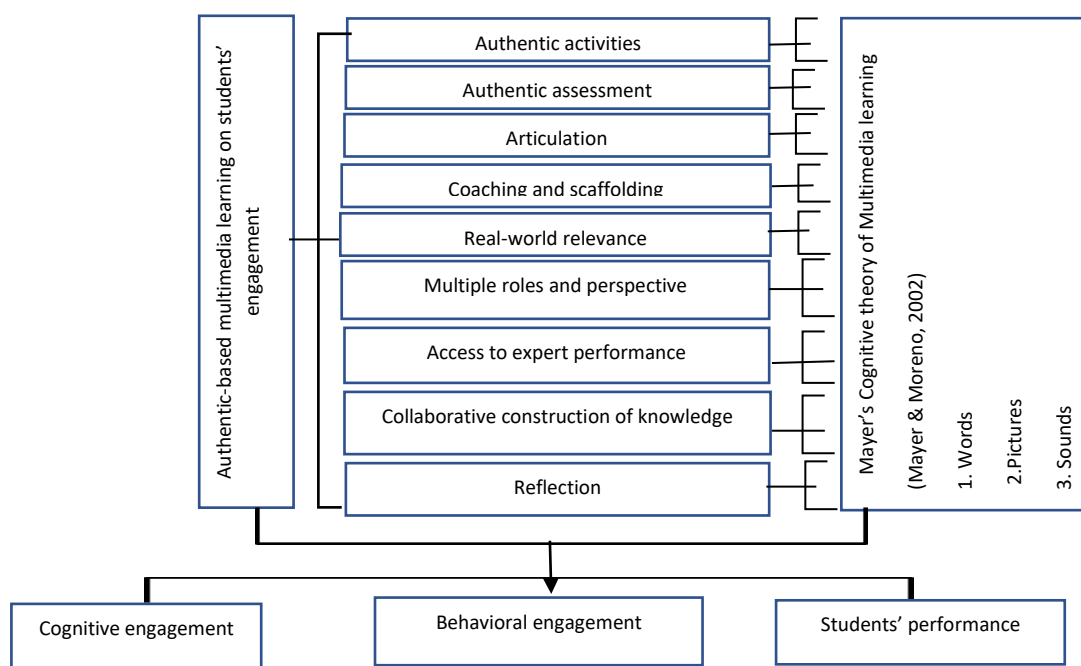 Authentic-based multimedia learning on students'
engagement
Authentic activities
Authentic assessment
Articulation
Coaching and scaffolding
Real-world relevance
Multiple roles and perspective
Access to expert performance
Collaborative construction of knowledge
Reflection
Mayer's Cognitive theory of Multimedia learning
(Mayer & Moreno, 2002)
1. Words
2.Pictures
3. Sounds
Cognitive engagement
Behavioral engagement
Students' performance